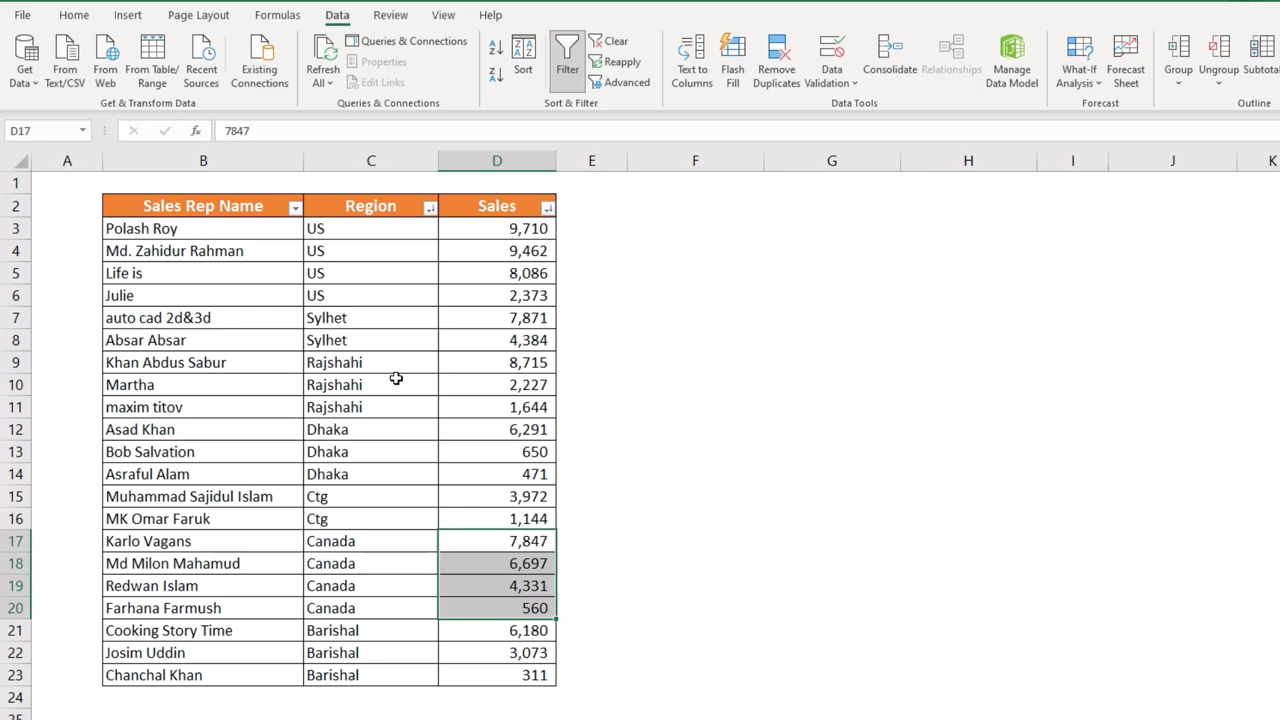 File Home Insert Page Layout Formulas Data Review View Help
Get Data From Text/CSV From Web From Table/ Range Recent Sources Existing Connections
Refresh All Queries & Connections Properties Edit Links
Sort Filter Clear Reapply Advanced
Text to Columns Flash Fill Remove Duplicates Data Validation Consolidate Relationships Manage Data Model
What-If Analysis Forecast Sheet Group Ungroup Subtotal
Get & Transform Data Queries & Connections Sort & Filter Data Tools Forecast Outline
D17 fx 7847
A B C D E F G H I J K
1
2 Sales Rep Name Region Sales
3 Polash Roy US 9,710
4 Md. Zahidur Rahman US 9,462
5 Life is US 8,086
6 Julie US 2,373
7 auto cad 2d&3d Sylhet 7,871
8 Absar Absar Sylhet 4,384
9 Khan Abdus Sabur Rajshahi 8,715
10 Martha Rajshahi 2,227
11 maxim titov Rajshahi 1,644
12 Asad Khan Dhaka 6,291
13 Bob Salvation Dhaka 650
14 Asraful Alam Dhaka 471
15 Muhammad Sajidul Islam Ctg 3,972
16 MK Omar Faruk Ctg 1,144
17 Karlo Vagans Canada 7,847
18 Md Milon Mahamud Canada 6,697
19 Redwan Islam Canada 4,331
20 Farhana Farmush Canada 560
21 Cooking Story Time Barishal 6,180
22 Josim Uddin Barishal 3,073
23 Chanchal Khan Barishal 311
24
25